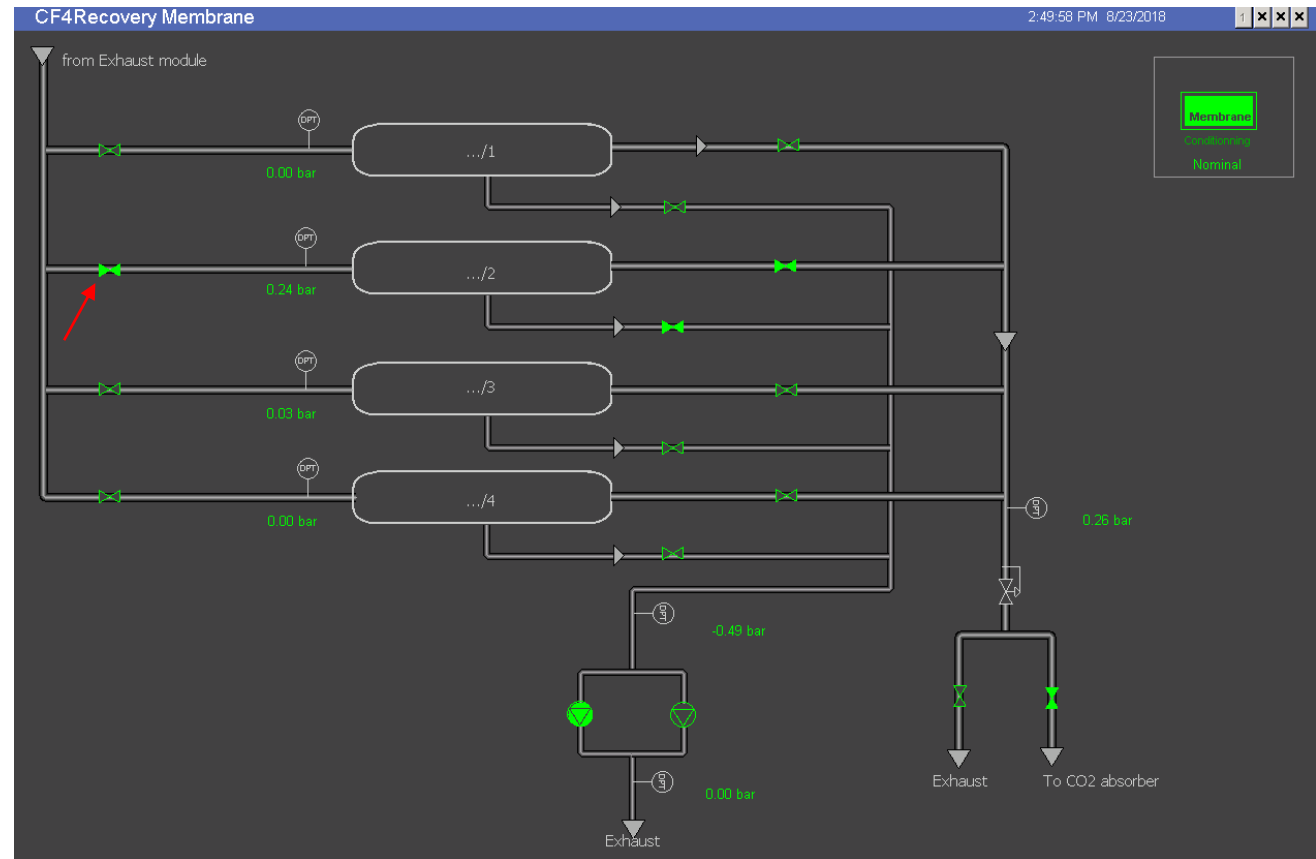 CF4Recovery Membrane
2:49:58 PM 8/23/2018
1
from Exhaust module
Membrane
Conditionning
Nominal
DPT
.../1
0.00 bar
DPT
.../2
0.24 bar
DPT
.../3
0.03 bar
DPT
.../4
0.00 bar
DPT
0.26 bar
DPT
-0.49 bar
Exhaust
To CO2 absorber
DPT
0.00 bar
Exhaust